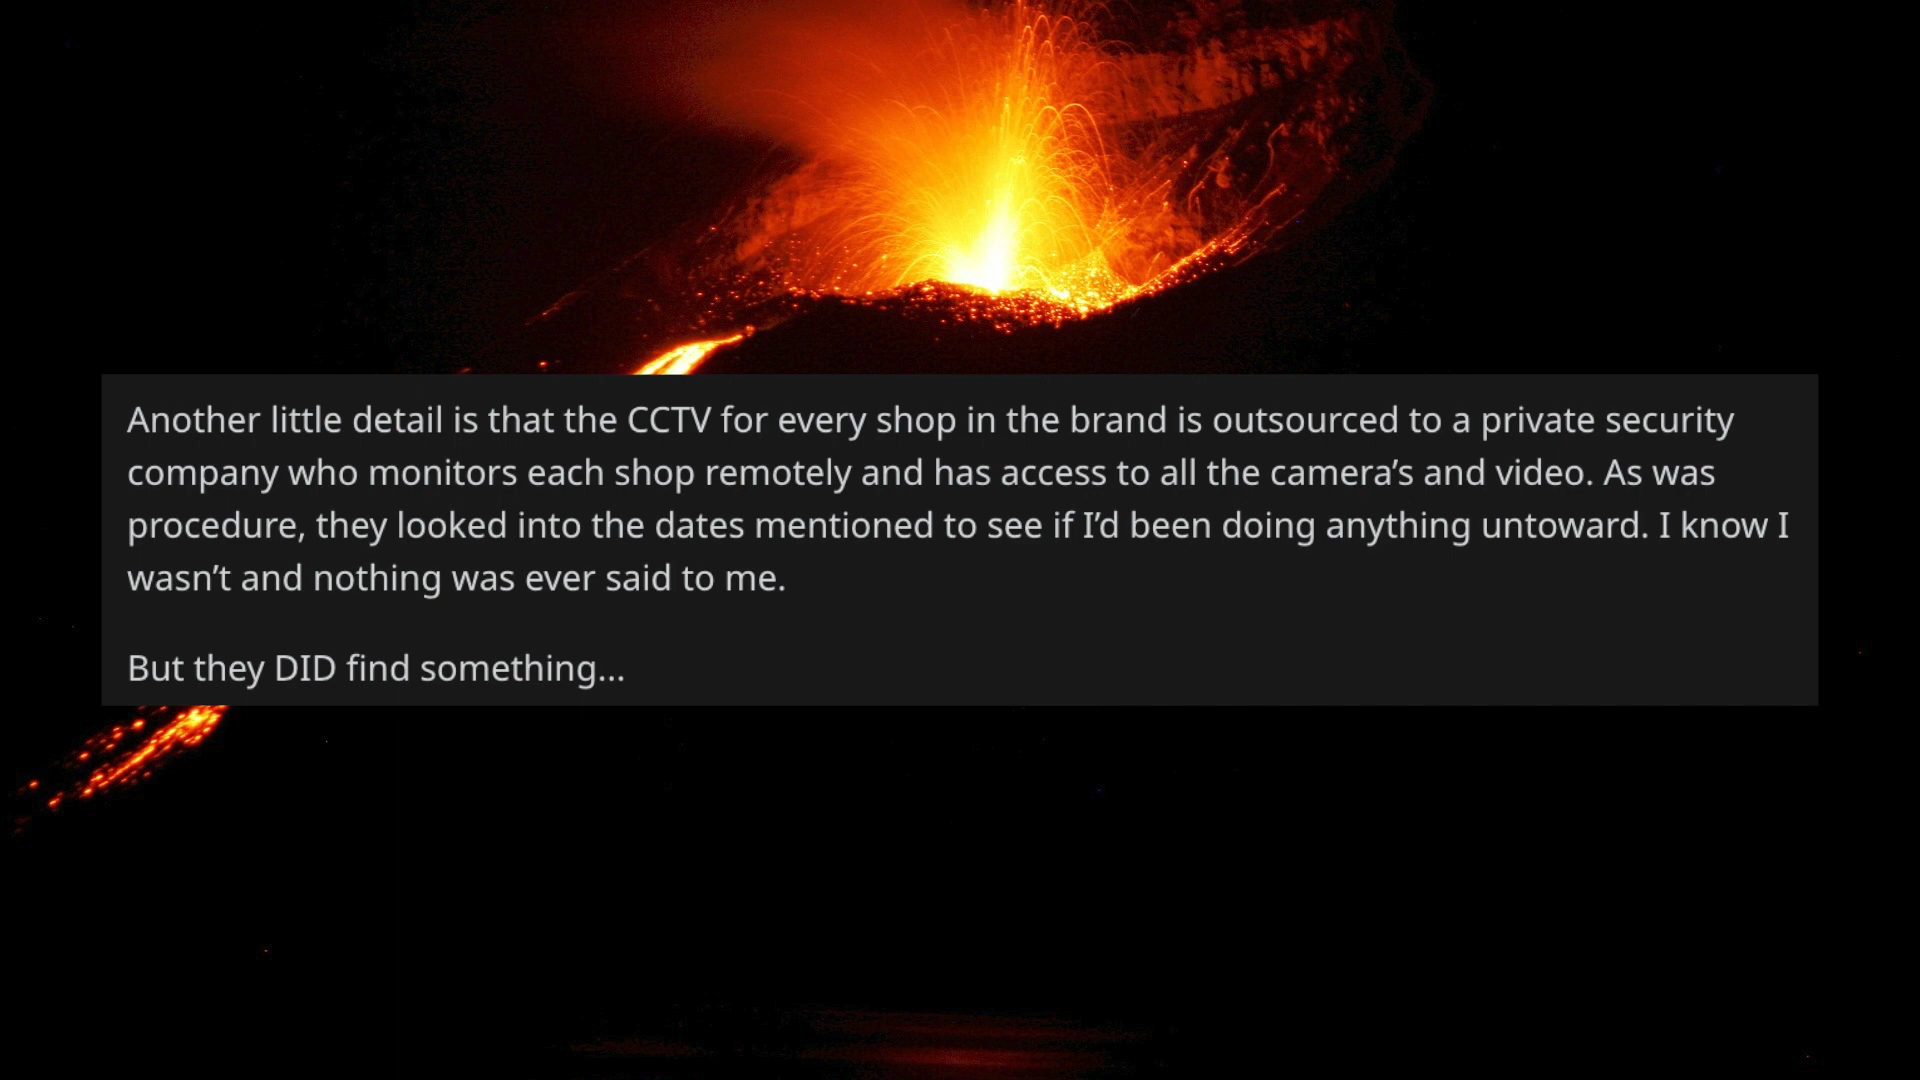 Another little detail is that the CCTV for every shop in the brand is outsourced to a private security
company who monitors each shop remotely and has access to all the camera’s and video. As was
procedure, they looked into the dates mentioned to see if I’d been doing anything untoward. I know I
wasn’t and nothing was ever said to me.
But they DID find something...